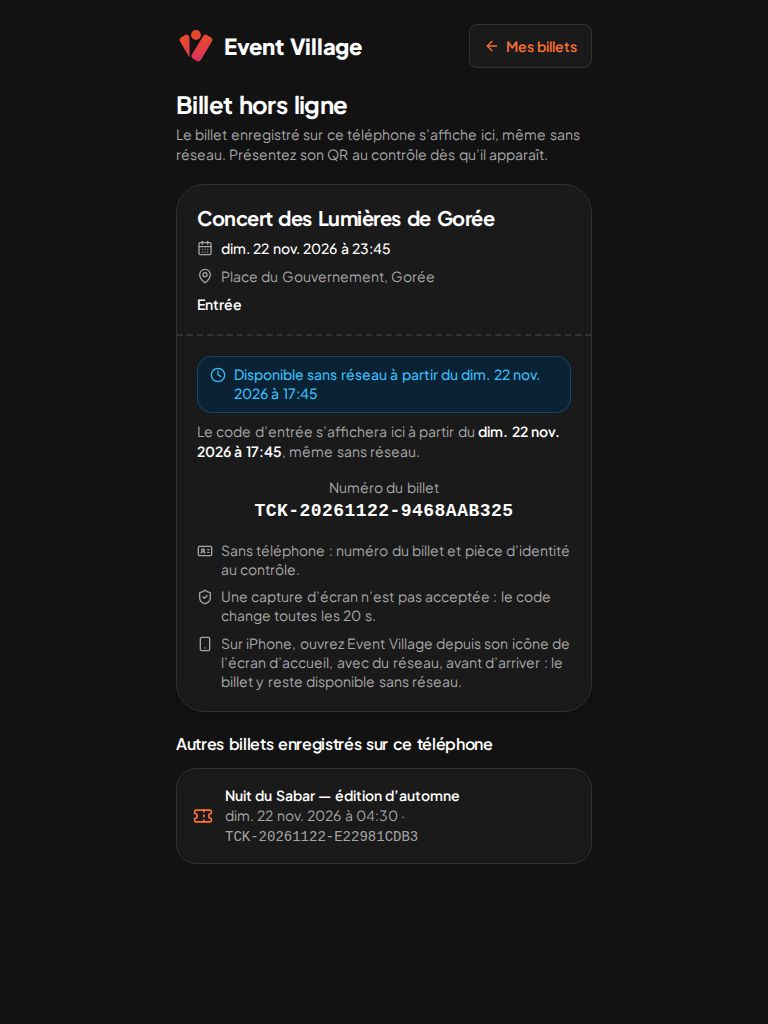 Event Village
Mes billets
Billet hors ligne
Le billet enregistré sur ce téléphone s’affiche ici, même sans
réseau. Présentez son QR au contrôle dès qu’il apparaît.
Concert des Lumières de Gorée
dim. 22 nov. 2026 à 23:45
Place du Gouvernement, Gorée
Entrée
Disponible sans réseau à partir du dim. 22 nov.
2026 à 17:45
Le code d’entrée s’affichera ici à partir du dim. 22 nov.
2026 à 17:45, même sans réseau.
Numéro du billet
TCK-20261122-9468AAB325
Sans téléphone : numéro du billet et pièce d’identité
au contrôle.
Une capture d’écran n’est pas acceptée : le code
change toutes les 20 s.
Sur iPhone, ouvrez Event Village depuis son icône de
l’écran d’accueil, avec du réseau, avant d’arriver : le
billet y reste disponible sans réseau.
Autres billets enregistrés sur ce téléphone
Nuit du Sabar — édition d’automne
dim. 22 nov. 2026 à 04:30 ·
TCK-20261122-E22981CDB3